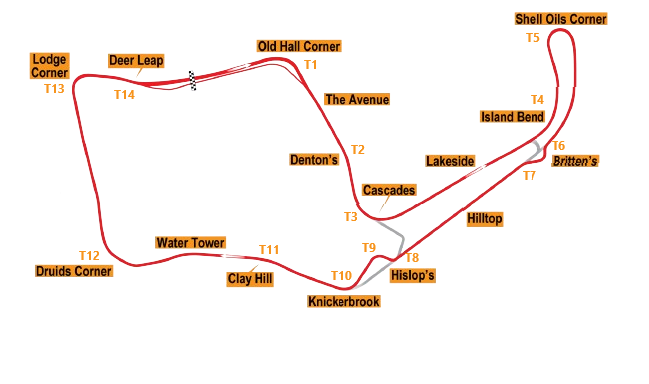 Shell Oils Corner
T5
Old Hall Corner
Deer Leap
Lodge
Corner
T1
T13
T14
The Avenue
T4
Island Bend
T2
T6
Denton's
Lakeside
Britten's
T7
Cascades
T3
Hilltop
Water Tower
T11
T9
T12
T8
Druids Corner
Clay Hill
T10
Hislop's
Knickerbrook